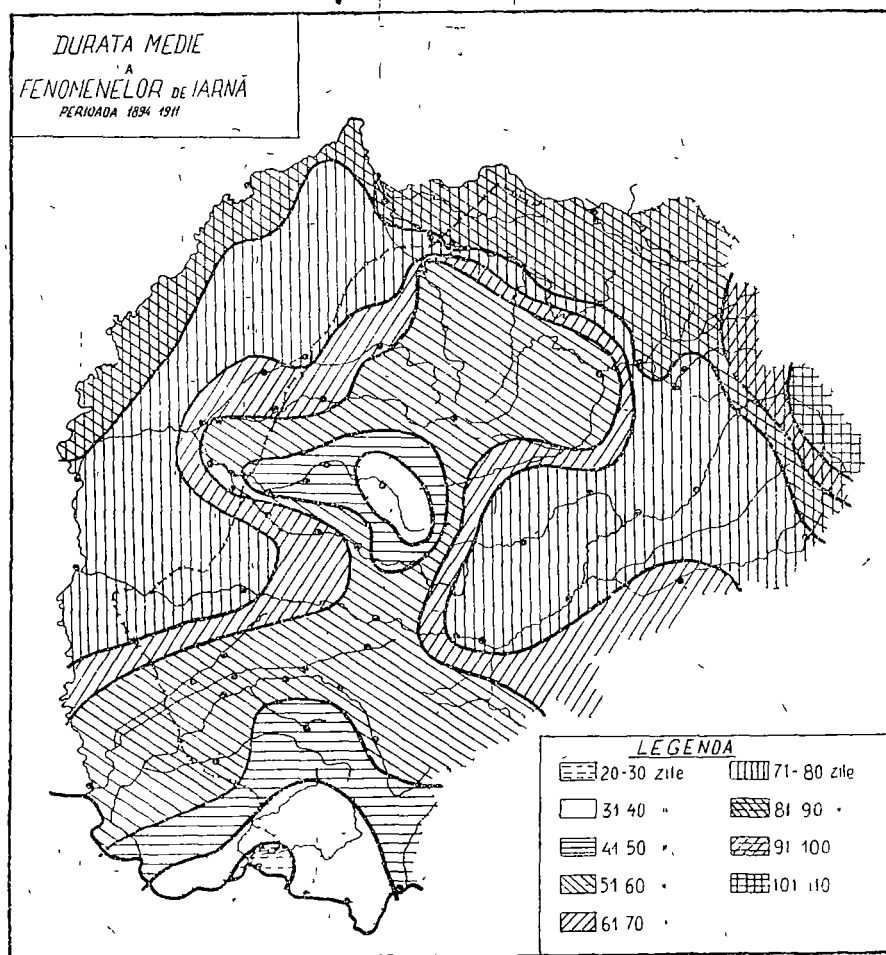 DURATA MEDIE
A
FENOMENELOR DE IARNĂ
PERIOADA 1894 1911
LEGENDA
20-30 zile
31 40 "
41 50 "
51 60 "
61 70 "
71-80 zile
81 90 "
91 100
101 110